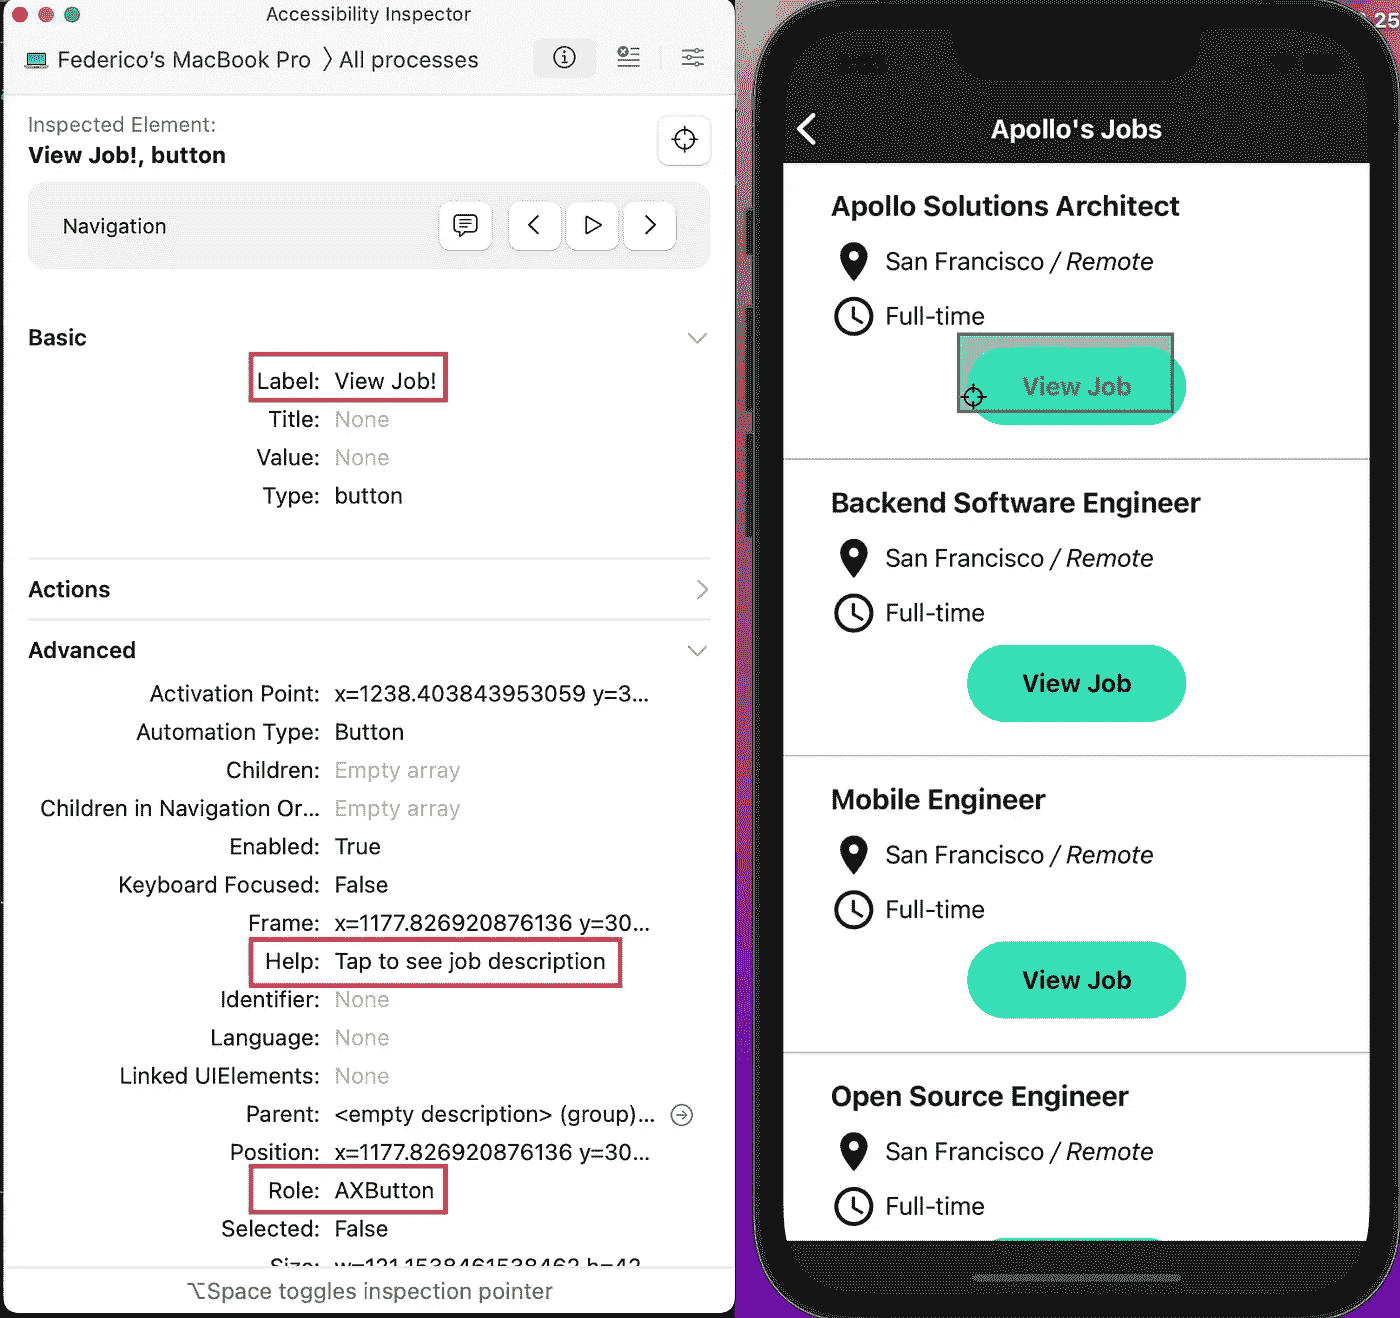 Accessibility Inspector
Federico’s MacBook Pro 〉All processes
Inspected Element:
View Job!, button
Navigation
Basic
Label: View Job!
Title: None
Value: None
Type: button
Actions
Advanced
Activation Point: x=1238.403843953059 y=3...
Automation Type: Button
Children: Empty array
Children in Navigation Or... Empty array
Enabled: True
Keyboard Focused: False
Frame: x=1177.826920876136 y=30...
Help: Tap to see job description
Identifier: None
Language: None
Linked UIElements: None
Parent: <empty description> (group)...
Position: x=1177.826920876136 y=30...
Role: AXButton
Selected: False
Size: w=121.1538461538462 h=42
⌥Space toggles inspection pointer
25
Apollo's Jobs
Apollo Solutions Architect
San Francisco / Remote
Full-time
View Job
Backend Software Engineer
San Francisco / Remote
Full-time
View Job
Mobile Engineer
San Francisco / Remote
Full-time
View Job
Open Source Engineer
San Francisco / Remote
Full-time